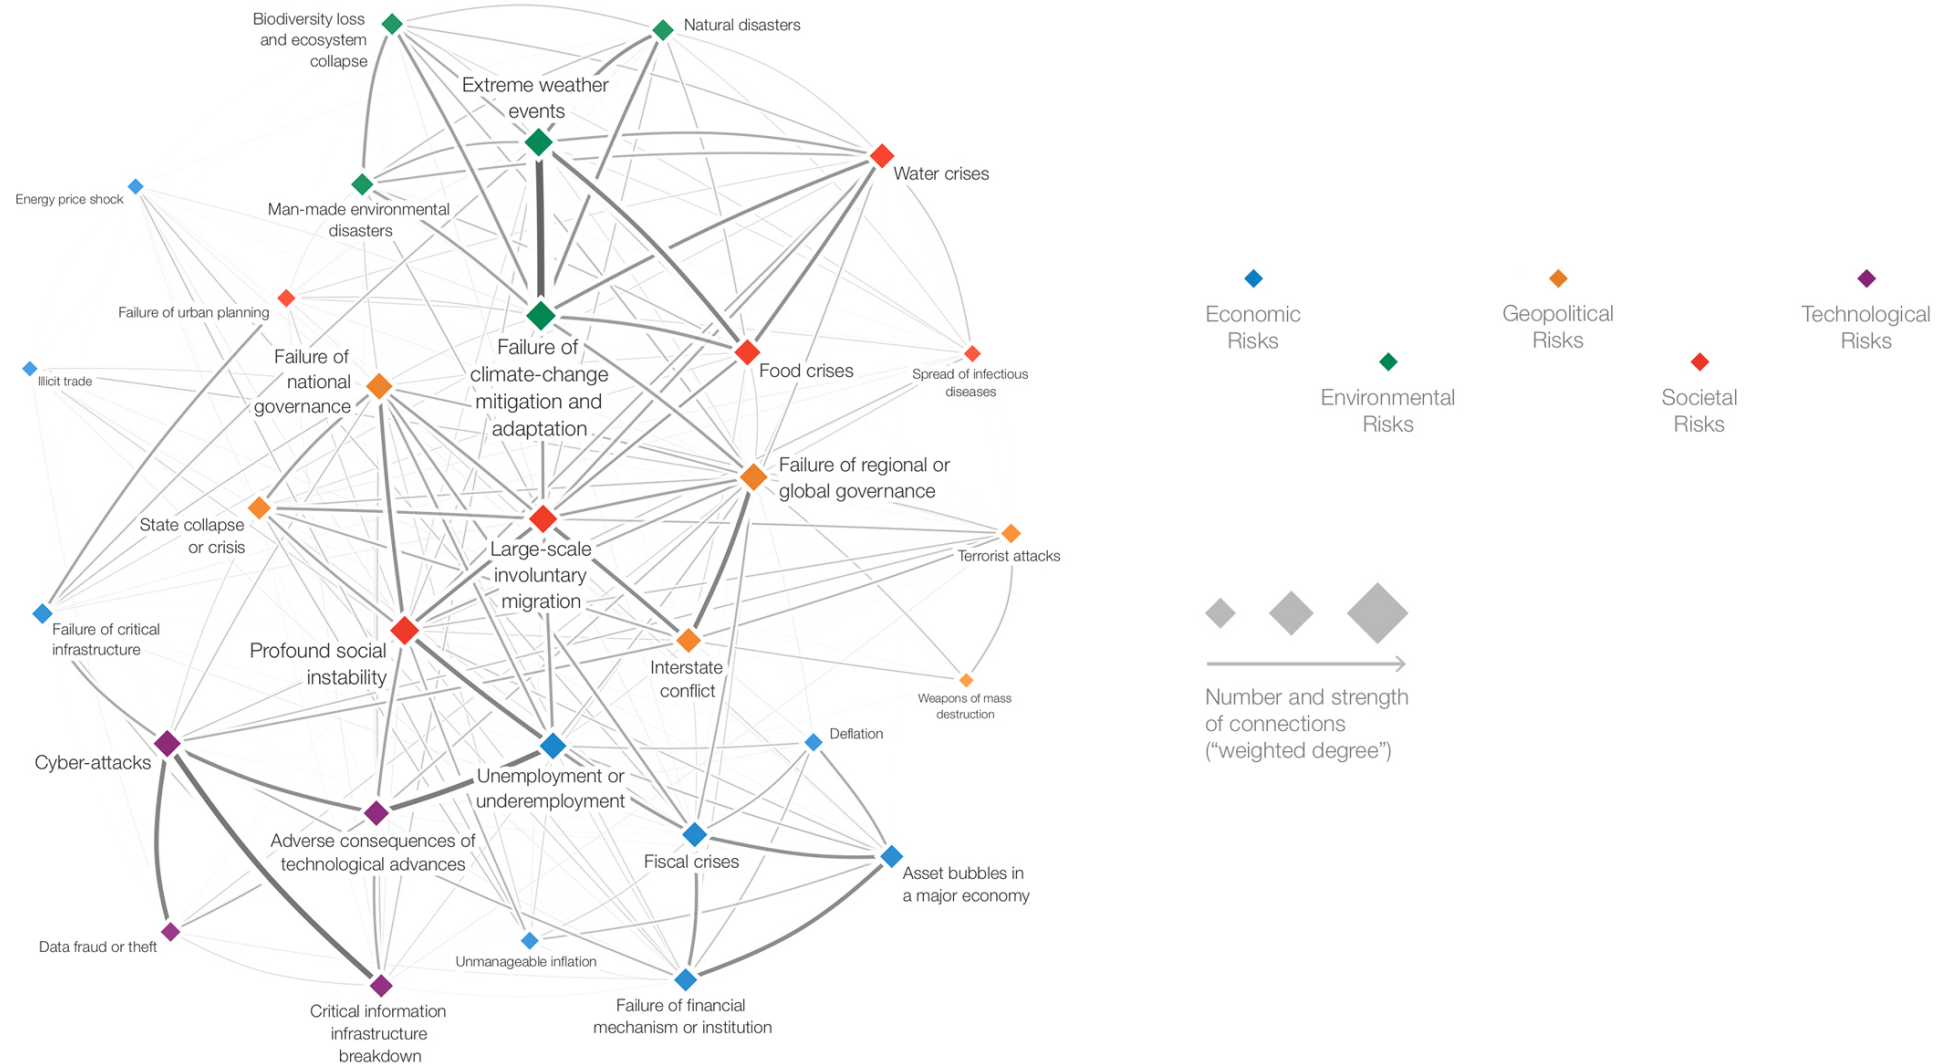 Biodiversity loss
and ecosystem
collapse
Natural disasters
Extreme weather
events
Water crises
Energy price shock
Man-made environmental
disasters
Failure of urban planning
Failure of
national
governance
Failure of
climate-change
mitigation and
adaptation
Food crises
Spread of infectious
diseases
Illicit trade
Failure of regional or
global governance
State collapse
or crisis
Large-scale
involuntary
migration
Terrorist attacks
Failure of critical
infrastructure
Profound social
instability
Interstate
conflict
Weapons of mass
destruction
Cyber-attacks
Unemployment or
underemployment
Deflation
Adverse consequences of
technological advances
Fiscal crises
Asset bubbles in
a major economy
Data fraud or theft
Unmanageable inflation
Critical information
infrastructure
breakdown
Failure of financial
mechanism or institution
Economic
Risks
Geopolitical
Risks
Technological
Risks
Environmental
Risks
Societal
Risks
Number and strength
of connections
(“weighted degree”)